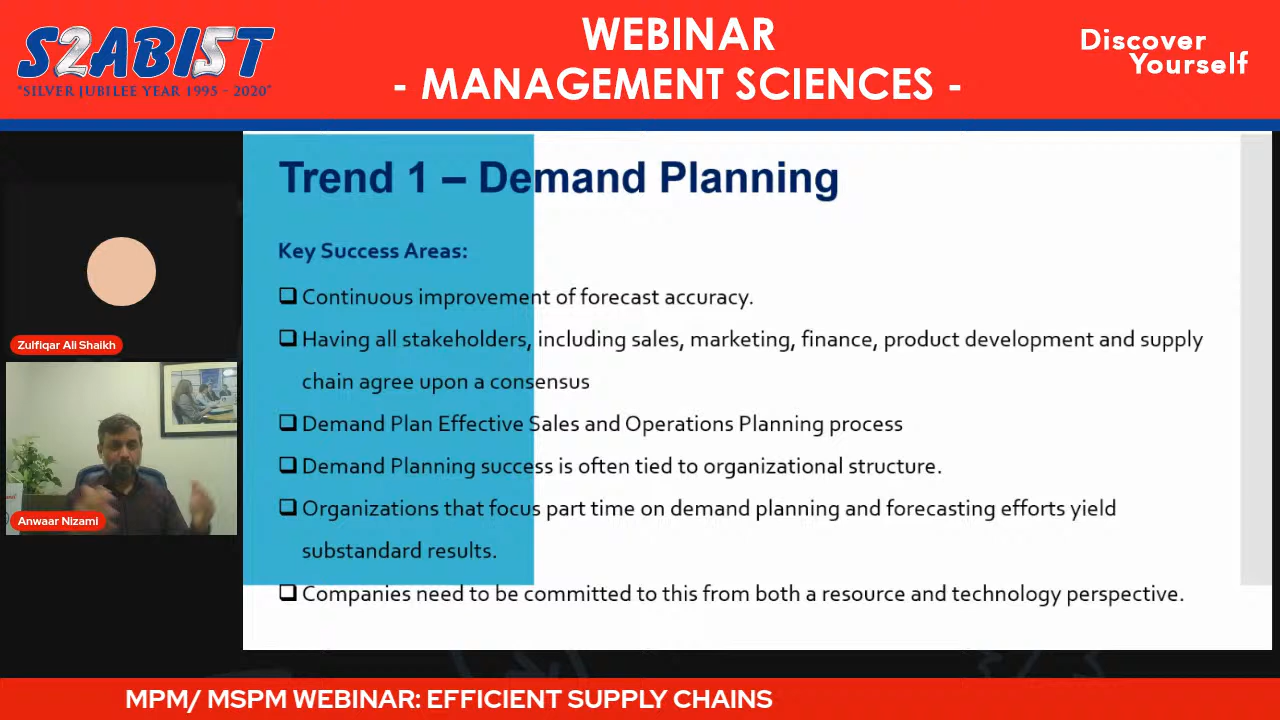 SZABIST
"SILVER JUBILEE YEAR 1995 - 2020"
WEBINAR
- MANAGEMENT SCIENCES -
Discover
Yourself
Trend 1 – Demand Planning
Key Success Areas:
❑ Continuous improvement of forecast accuracy.
❑ Having all stakeholders, including sales, marketing, finance, product development and supply
chain agree upon a consensus
❑ Demand Plan Effective Sales and Operations Planning process
❑ Demand Planning success is often tied to organizational structure.
❑ Organizations that focus part time on demand planning and forecasting efforts yield
substandard results.
❑ Companies need to be committed to this from both a resource and technology perspective.
Zulfiqar Ali Shaikh
Anwaar Nizami
MPM/ MSPM WEBINAR: EFFICIENT SUPPLY CHAINS